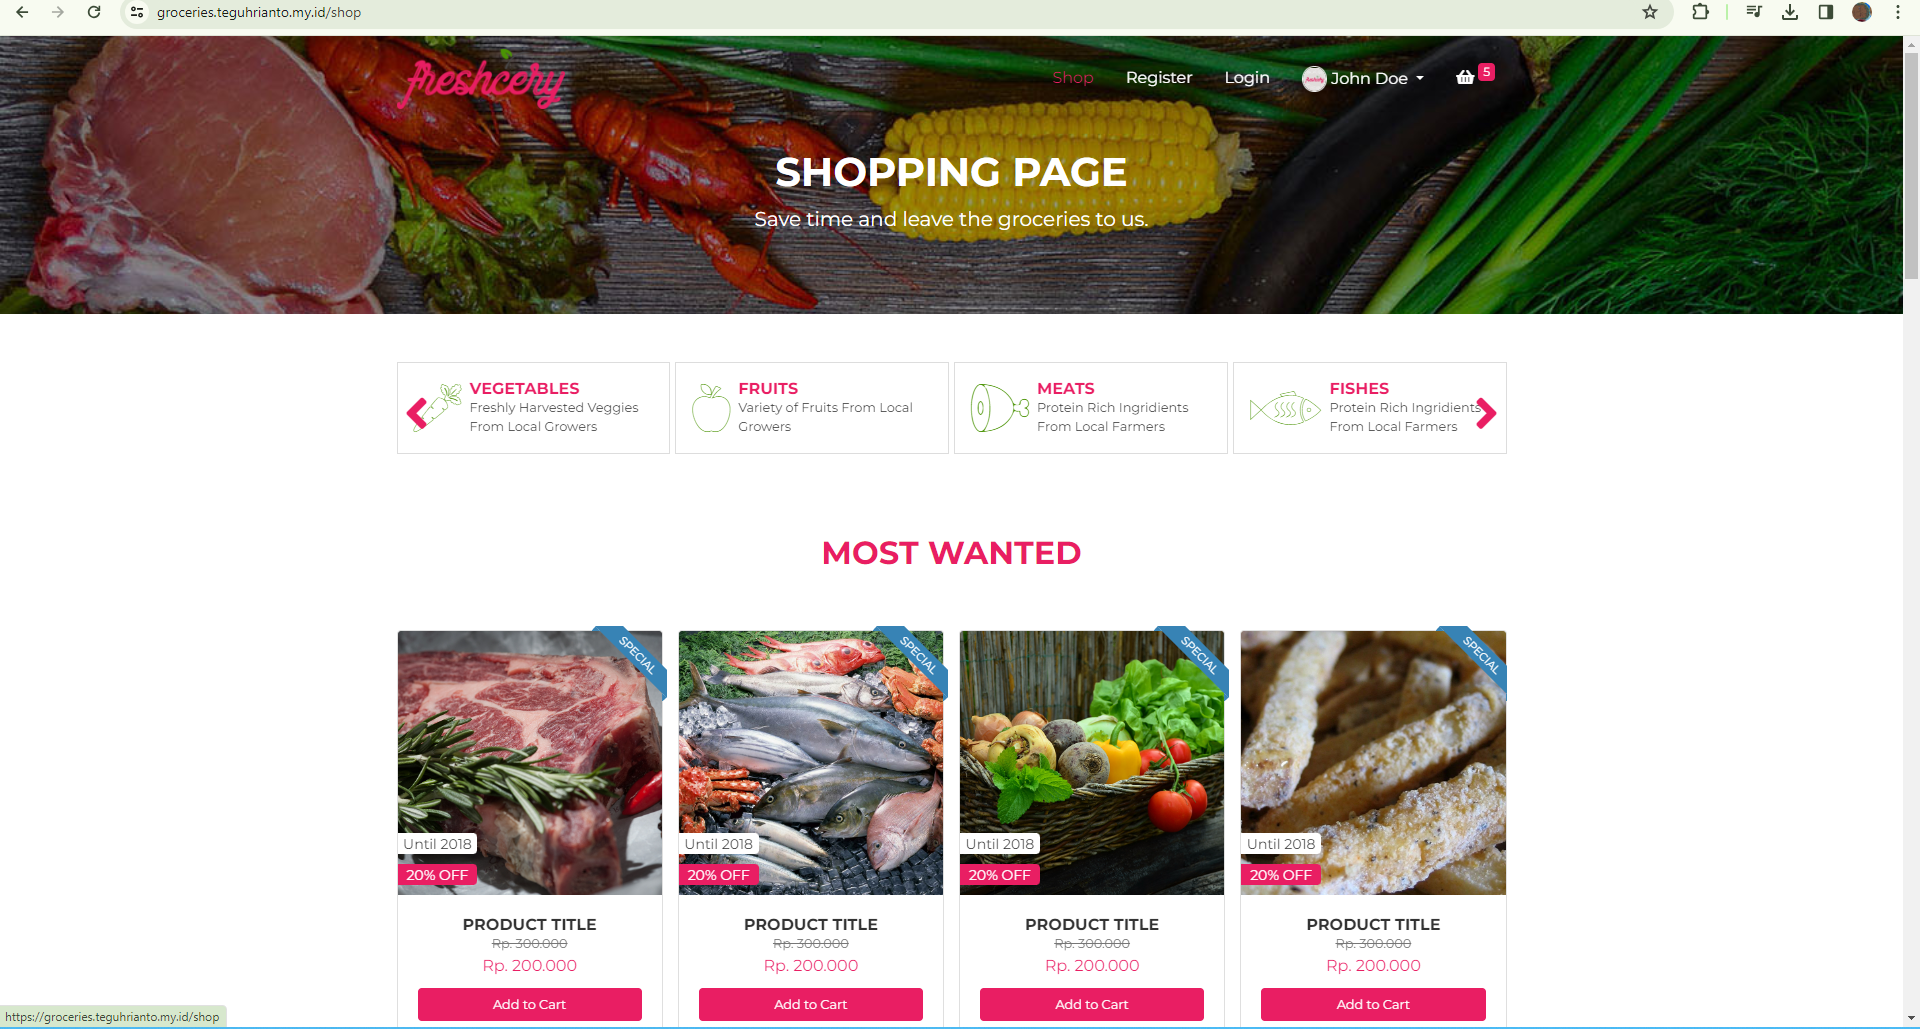 groceries.teguhrianto.my.id/shop
freshcery
Shop
Register
Login
John Doe
5
SHOPPING PAGE
Save time and leave the groceries to us.
VEGETABLES
Freshly Harvested Veggies
From Local Growers
FRUITS
Variety of Fruits From Local
Growers
MEATS
Protein Rich Ingridients
From Local Farmers
FISHES
Protein Rich Ingridients
From Local Farmers
MOST WANTED
SPECIAL
Until 2018
20% OFF
PRODUCT TITLE
Rp. 300.000
Rp. 200.000
Add to Cart
SPECIAL
Until 2018
20% OFF
PRODUCT TITLE
Rp. 300.000
Rp. 200.000
Add to Cart
SPECIAL
Until 2018
20% OFF
PRODUCT TITLE
Rp. 300.000
Rp. 200.000
Add to Cart
SPECIAL
Until 2018
20% OFF
PRODUCT TITLE
Rp. 300.000
Rp. 200.000
Add to Cart
https://groceries.teguhrianto.my.id/shop